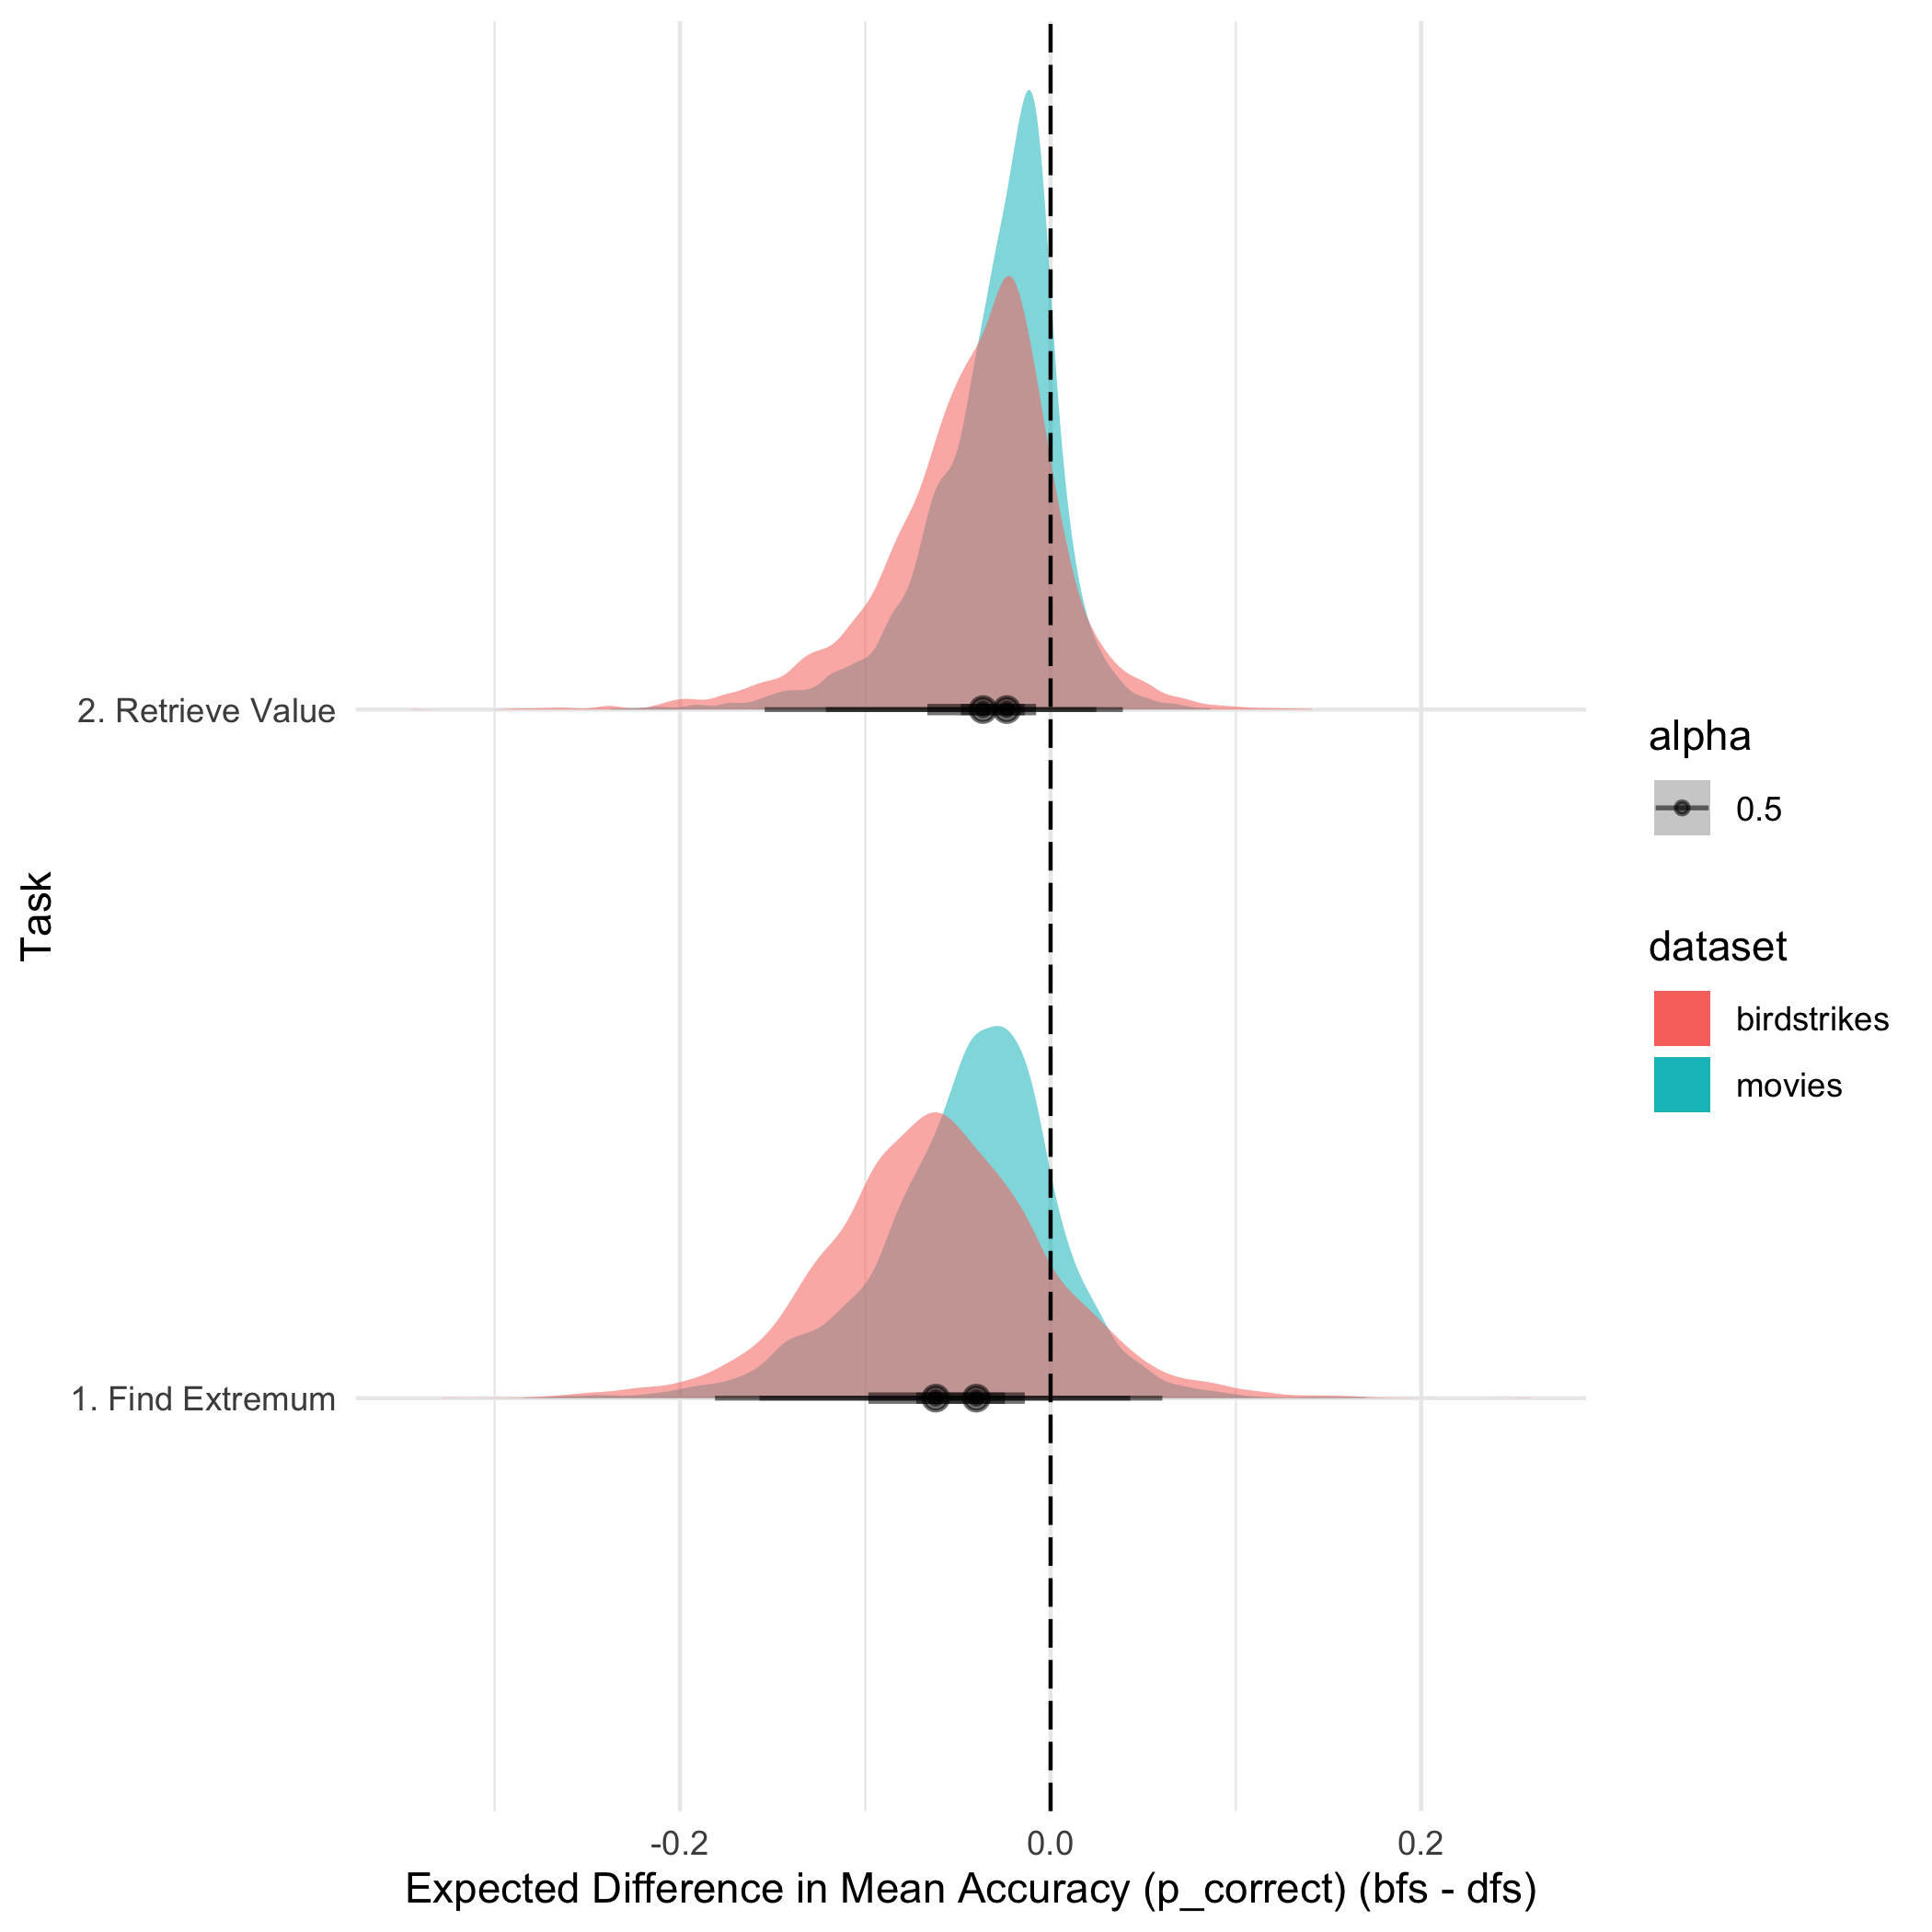 2. Retrieve Value
1. Find Extremum
Task
-0.2
0.0
0.2
Expected Difference in Mean Accuracy (p_correct) (bfs - dfs)
alpha
0.5
dataset
birdstrikes
movies